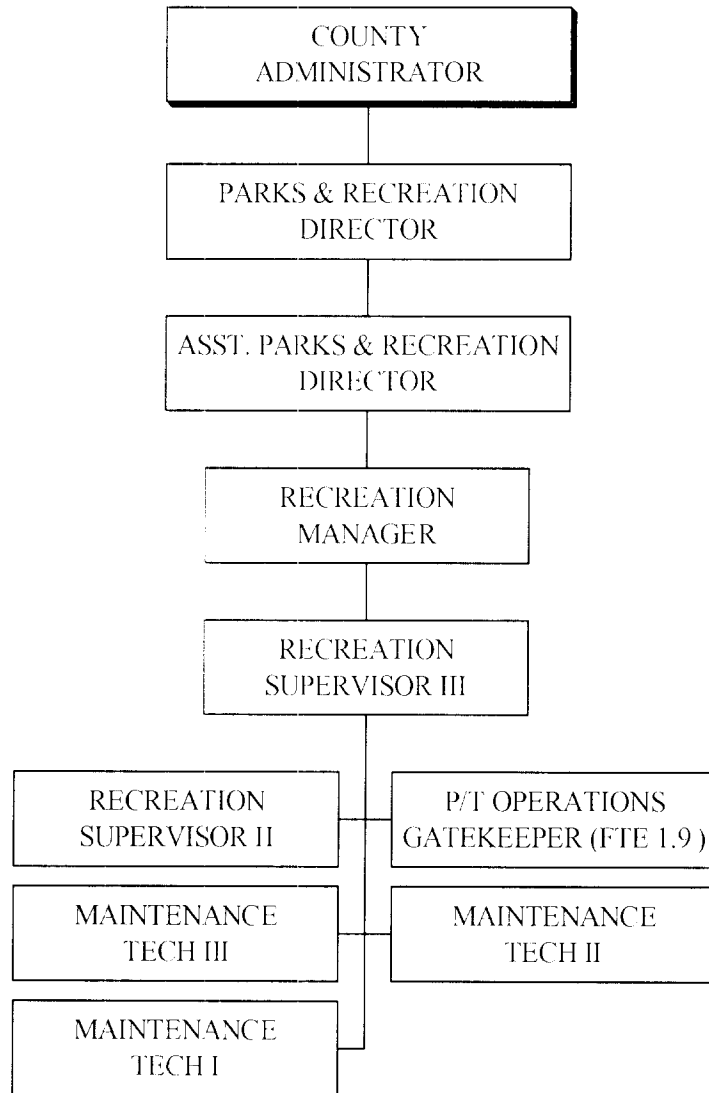 COUNTY
ADMINISTRATOR
PARKS & RECREATION
DIRECTOR
ASST. PARKS & RECREATION
DIRECTOR
RECREATION
MANAGER
RECREATION
SUPERVISOR III
RECREATION
SUPERVISOR II
P/T OPERATIONS
GATEKEEPER (FTE 1.9 )
MAINTENANCE
TECH III
MAINTENANCE
TECH II
MAINTENANCE
TECH I